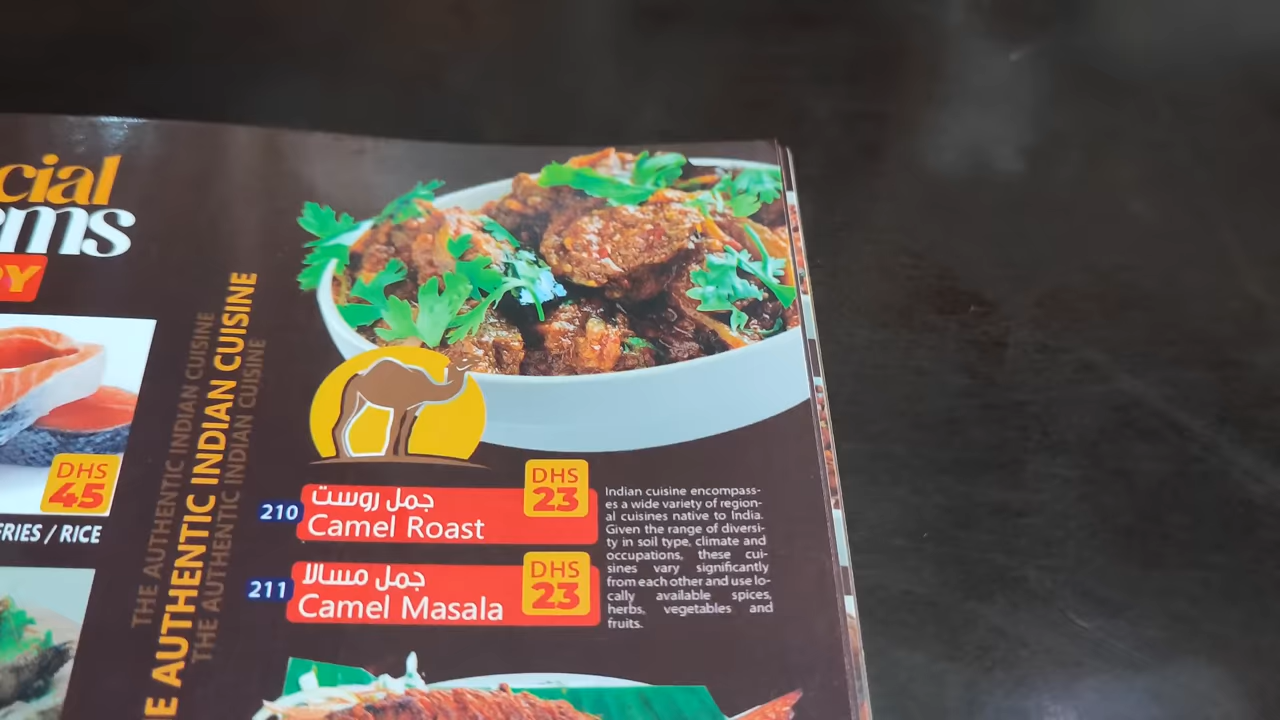 cial
ms
Y
DHS
45
FRIES / RICE
THE AUTHENTIC INDIAN CUISINE
THE AUTHENTIC INDIAN CUISINE
THE AUTHENTIC INDIAN CUISINE
210
جمل روست
Camel Roast
DHS
23
211
جمل مسالا
Camel Masala
DHS
23
Indian cuisine encompass-
es a wide variety of region-
al cuisines native to India.
Given the range of diversi-
ty in soil type, climate and
occupations, these cui-
sines vary significantly
from each other and use lo-
cally available spices,
herbs, vegetables and
fruits.